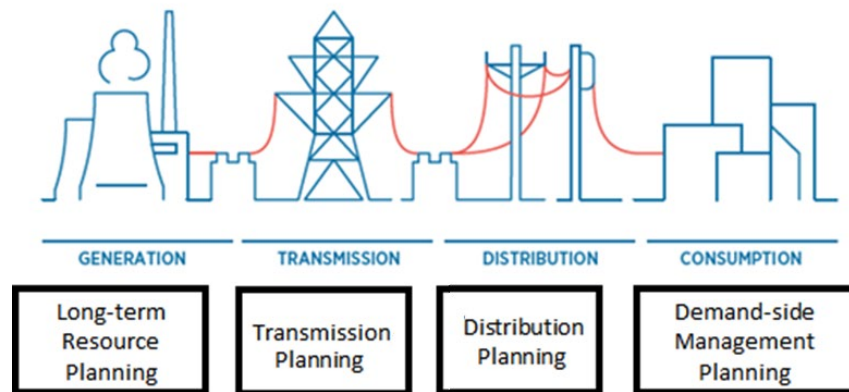 GENERATION
TRANSMISSION
DISTRIBUTION
CONSUMPTION
Long-term
Resource
Planning
Transmission
Planning
Distribution
Planning
Demand-side
Management
Planning